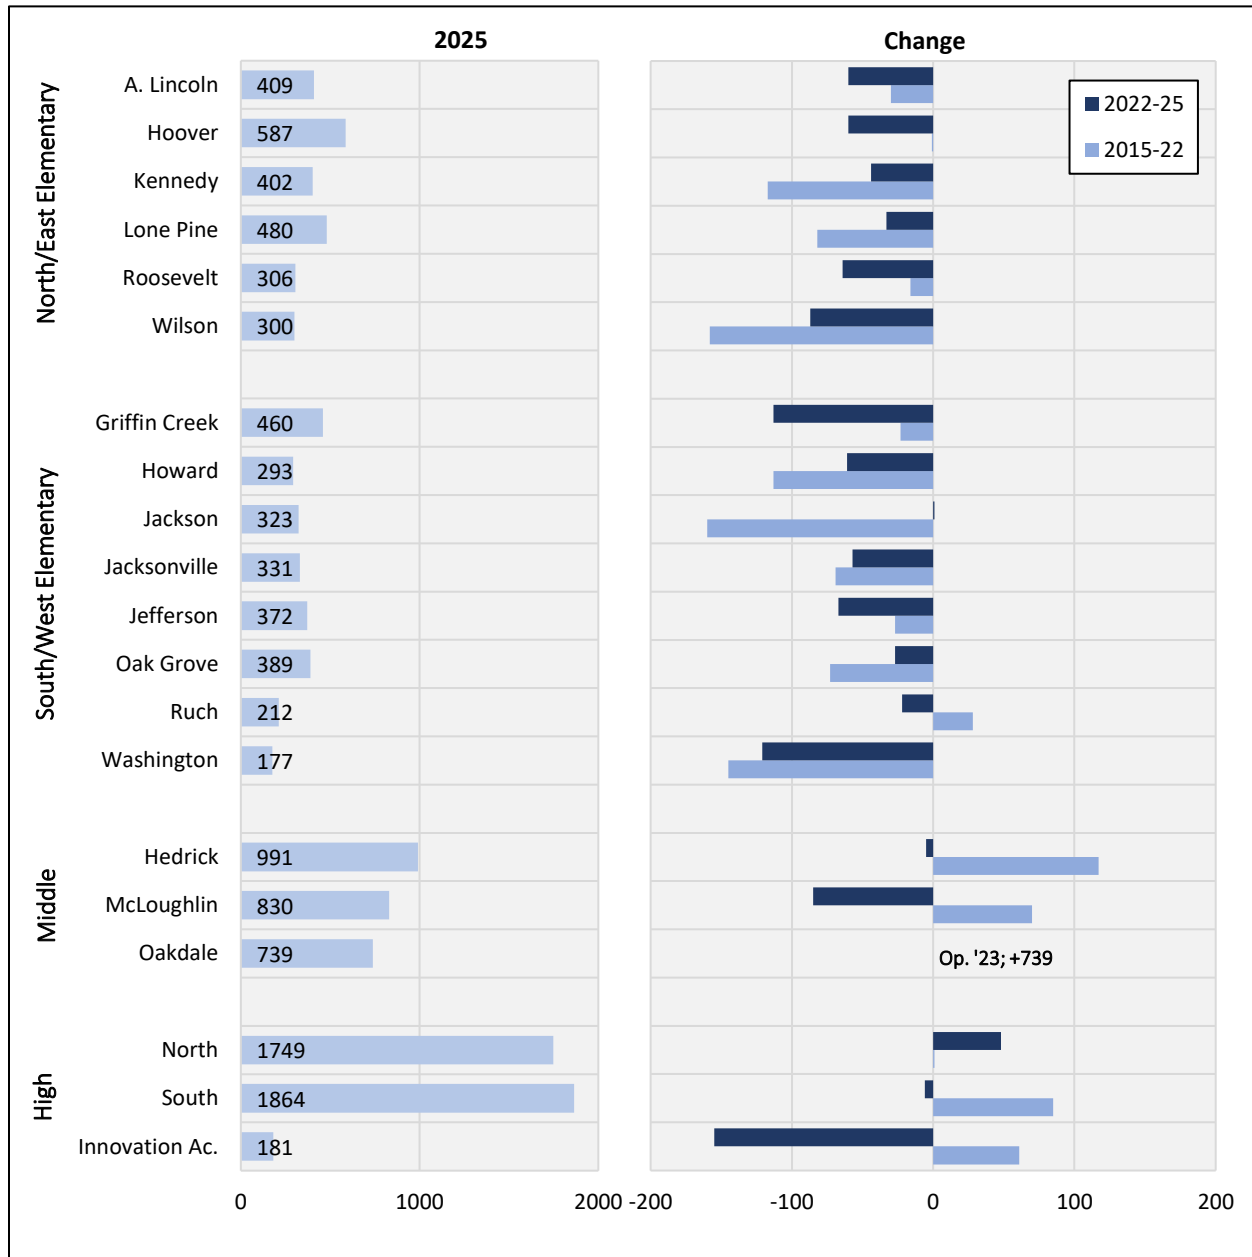 2025
Change
2022-25
2015-22
North/East Elementary
A. Lincoln 409
Hoover 587
Kennedy 402
Lone Pine 480
Roosevelt 306
Wilson 300
South/West Elementary
Griffin Creek 460
Howard 293
Jackson 323
Jacksonville 331
Jefferson 372
Oak Grove 389
Ruch 212
Washington 177
Middle
Hedrick 991
McLoughlin 830
Oakdale 739 Op. '23; +739
High
North 1749
South 1864
Innovation Ac. 181
0 1000 2000
-200 -100 0 100 200